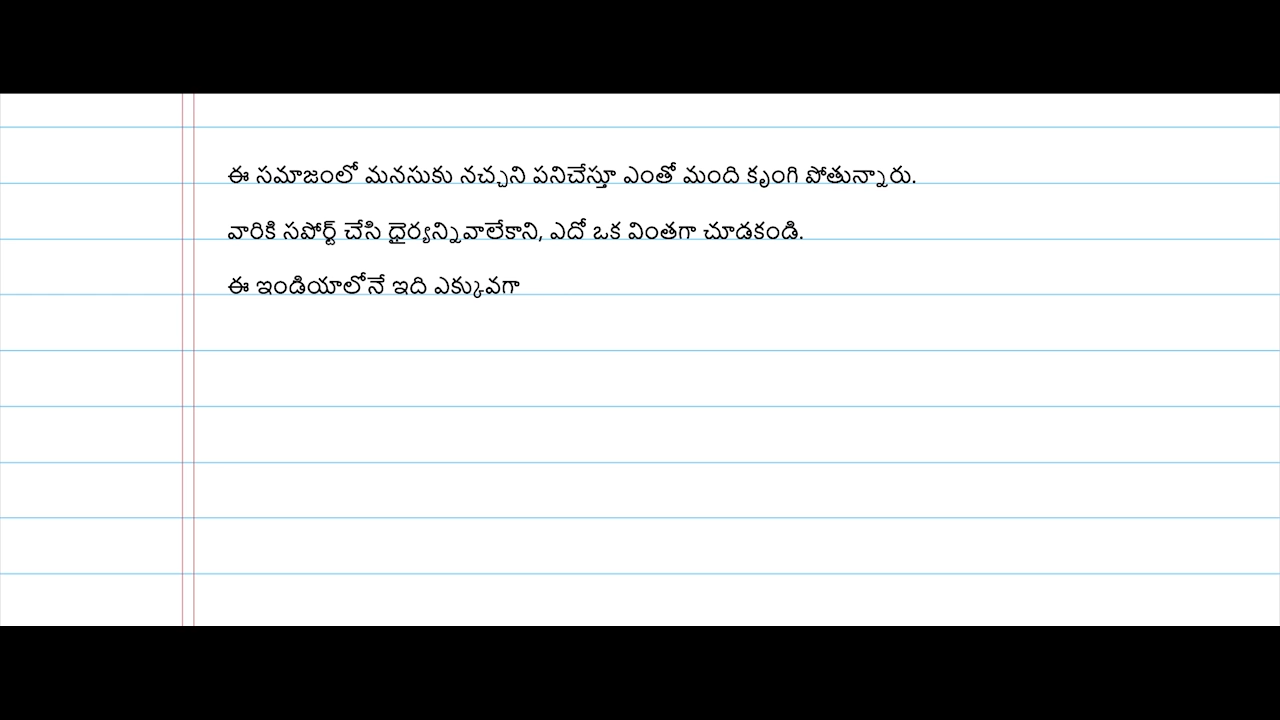 ఈ సమాజంలో మనసుకు నచ్చని పనిచేస్తూ ఎంతో మంది కృంగి పోతున్నారు.
వారికి సపోర్ట్ చేసి ధైర్యన్నివాలేకాని, ఎదో ఒక వింతగా చూడకండి.
ఈ ఇండియాలోనే ఇది ఎక్కువగా